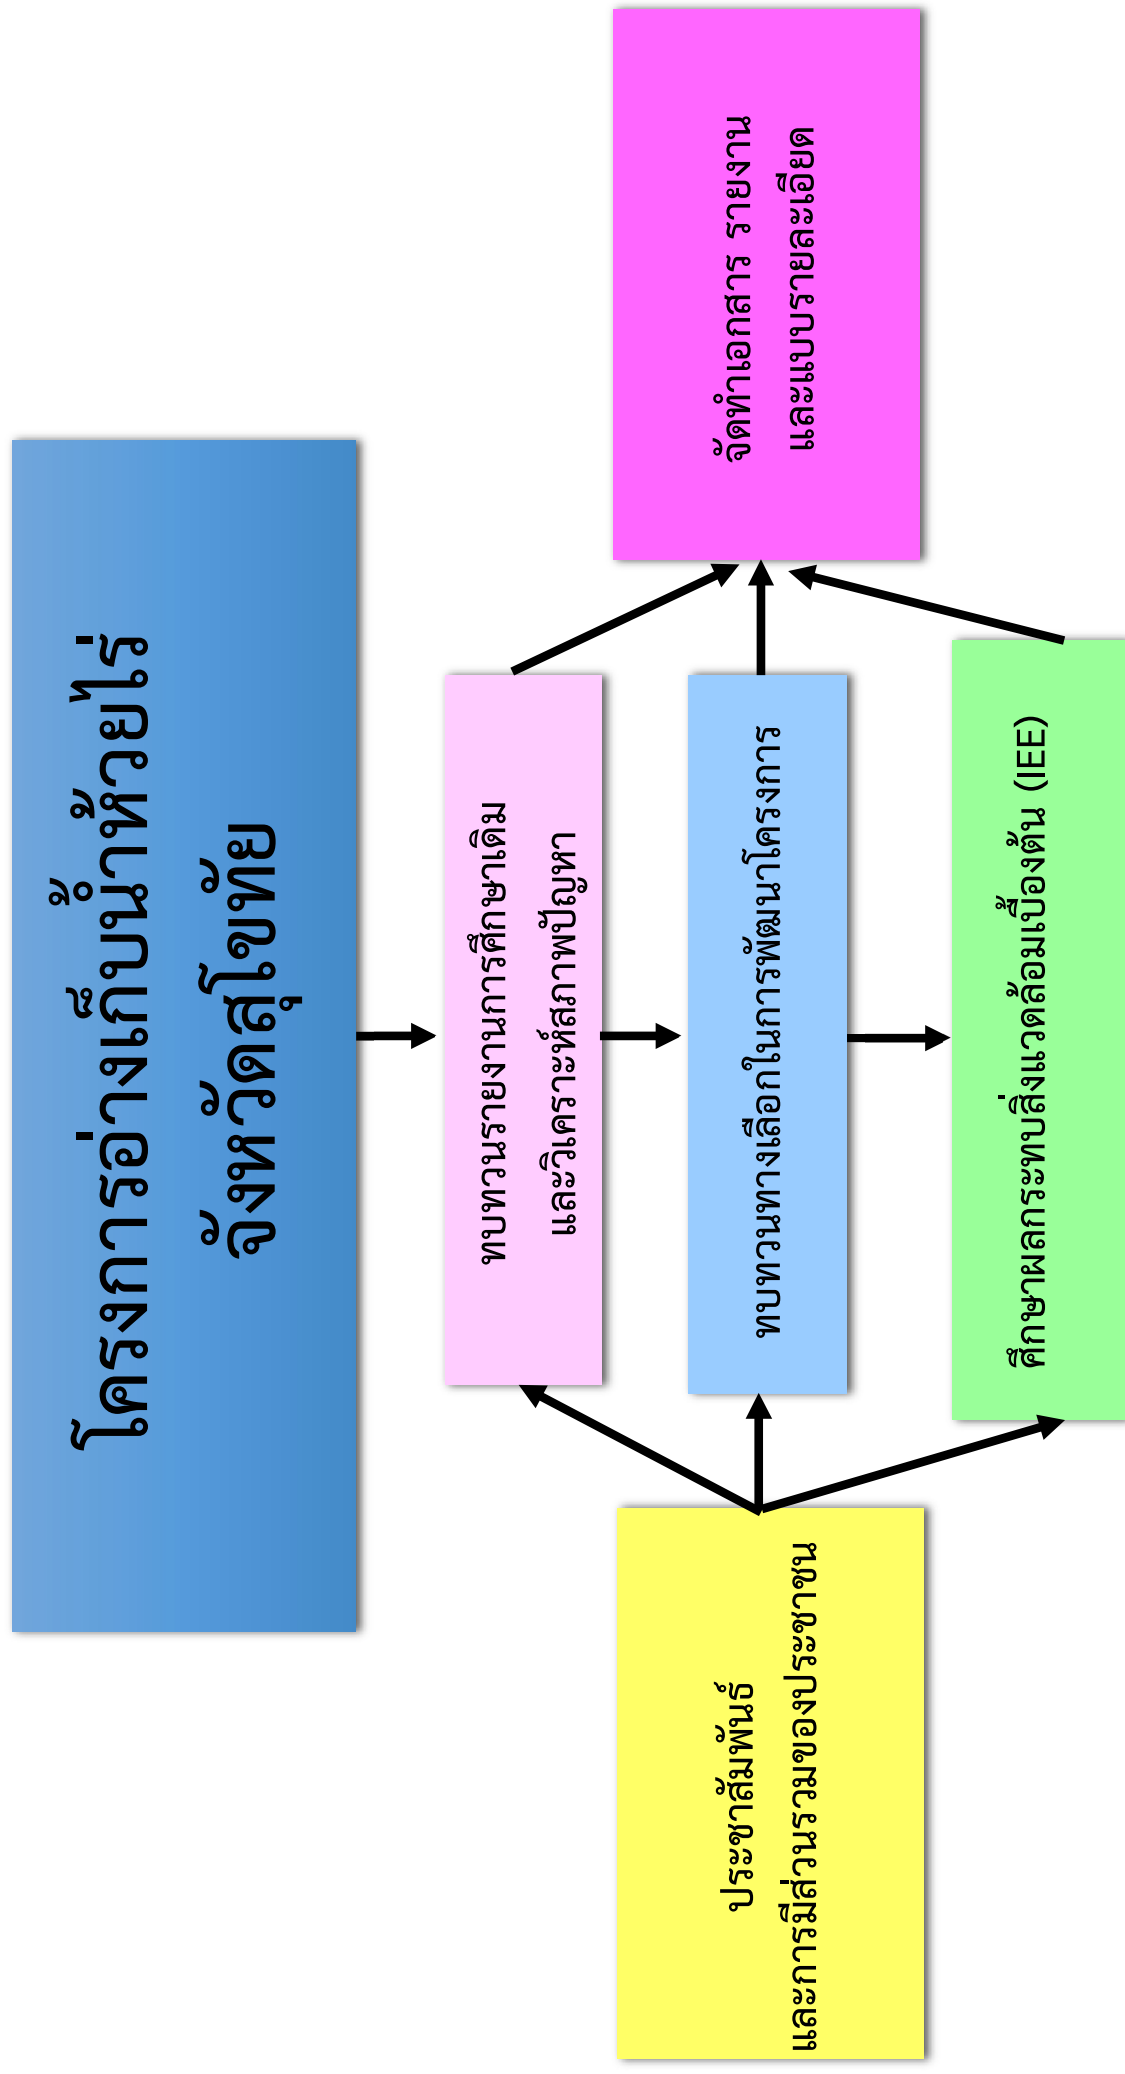 โครงการอ่างเก็บน้ำห้วยไร่
จังหวัดสุโขทัย
ทบทวนรายงานการศึกษาเดิม
และวิเคราะห์สภาพปัญหา
ประชาสัมพันธ์
และการมีส่วนรวมของประชาชน
ทบทวนทางเลือกในการพัฒนาโครงการ
จัดทำเอกสาร รายงาน
และแบบรายละเอียด
ศึกษาผลกระทบสิ่งแวดล้อมเบื้องต้น (IEE)